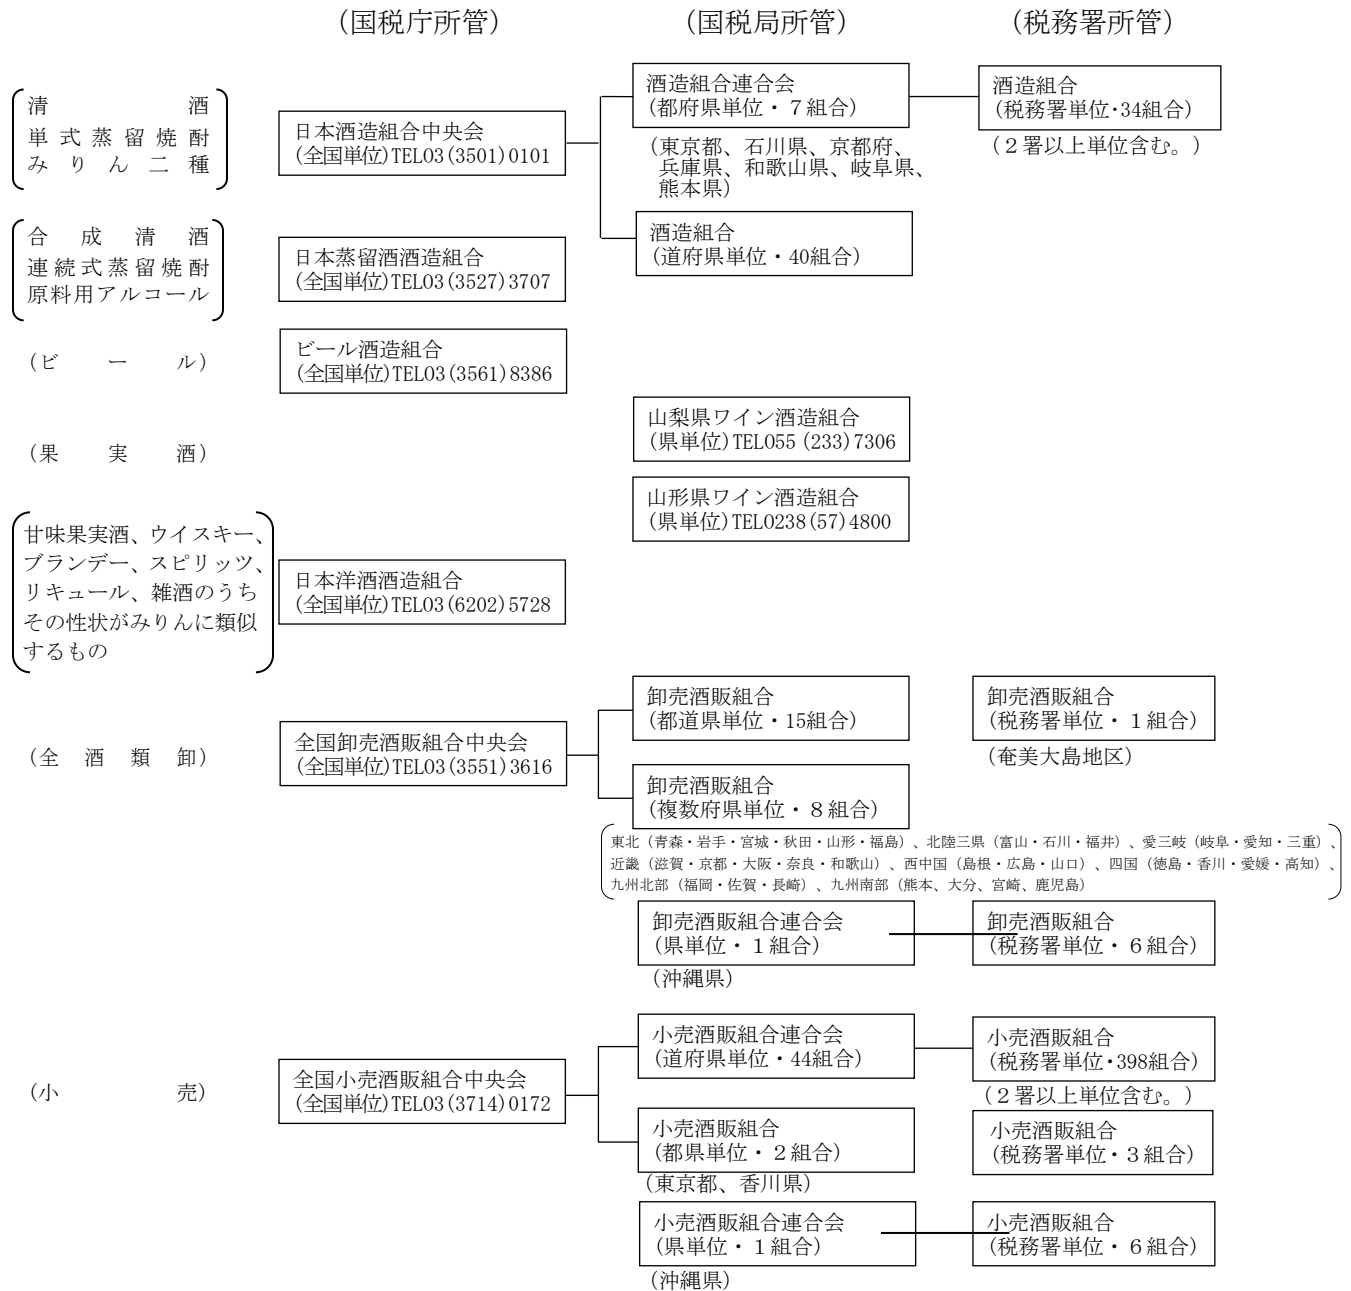 (国税庁所管)
(国税局所管)
(税務署所管)
清酒
単式蒸留焼酎
みりん二種
日本酒造組合中央会
(全国単位)TEL03(3501)0101
酒造組合連合会
(都府県単位・７組合)
(東京都、石川県、京都府、
兵庫県、和歌山県、岐阜県、
熊本県)
酒造組合
(税務署単位・34組合)
(２署以上単位含む。)
酒造組合
(道府県単位・40組合)
合成清酒
連続式蒸留焼酎
原料用アルコール
日本蒸留酒酒造組合
(全国単位)TEL03(3527)3707
(ビール)
ビール酒造組合
(全国単位)TEL03(3561)8386
(果実酒)
山梨県ワイン酒造組合
(県単位)TEL055 (233)7306
山形県ワイン酒造組合
(県単位)TEL0238(57)4800
甘味果実酒、ウイスキー、
ブランデー、スピリッツ、
リキュール、雑酒のうち
その性状がみりんに類似
するもの
日本洋酒酒造組合
(全国単位)TEL03(6202)5728
(全酒類卸)
全国卸売酒販組合中央会
(全国単位)TEL03(3551)3616
卸売酒販組合
(都道県単位・15組合)
卸売酒販組合
(税務署単位・１組合)
(奄美大島地区)
卸売酒販組合
(複数府県単位・８組合)
東北（青森・岩手・宮城・秋田・山形・福島）、北陸三県（富山・石川・福井）、愛三岐（岐阜・愛知・三重）、
近畿（滋賀・京都・大阪・奈良・和歌山）、西中国（島根・広島・山口）、四国（徳島・香川・愛媛・高知）、
九州北部（福岡・佐賀・長崎）、九州南部（熊本、大分、宮崎、鹿児島）
卸売酒販組合連合会
(県単位・１組合)
(沖縄県)
卸売酒販組合
(税務署単位・６組合)
(小売)
全国小売酒販組合中央会
(全国単位)TEL03(3714)0172
小売酒販組合連合会
(道府県単位・44組合)
小売酒販組合
(税務署単位・398組合)
(２署以上単位含む。)
小売酒販組合
(都県単位・２組合)
(東京都、香川県)
小売酒販組合
(税務署単位・３組合)
小売酒販組合連合会
(県単位・１組合)
(沖縄県)
小売酒販組合
(税務署単位・６組合)